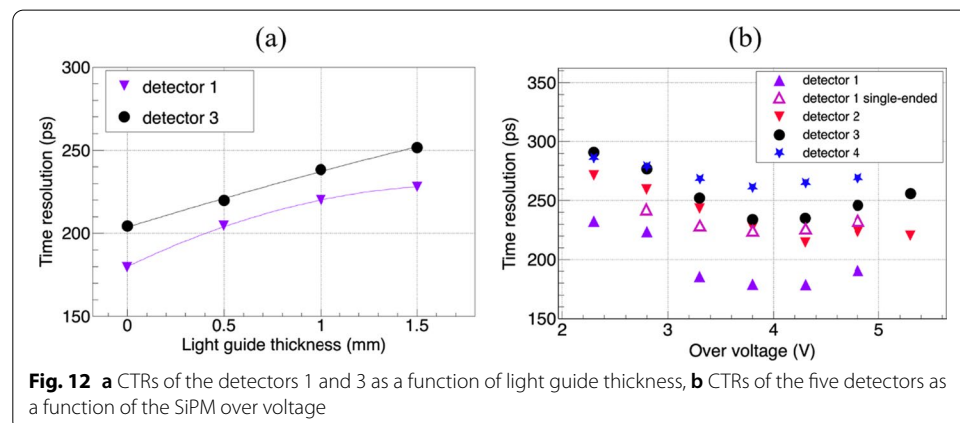 (a)
300
250
200
150
Time resolution (ps)
detector 1
detector 3
0
0.5
1
1.5
Light guide thickness (mm)
(b)
350
300
250
200
150
Time resolution (ps)
detector 1
detector 1 single-ended
detector 2
detector 3
detector 4
2
3
4
5
Over voltage (V)
Fig. 12 a CTRs of the detectors 1 and 3 as a function of light guide thickness, b CTRs of the five detectors as
a function of the SiPM over voltage